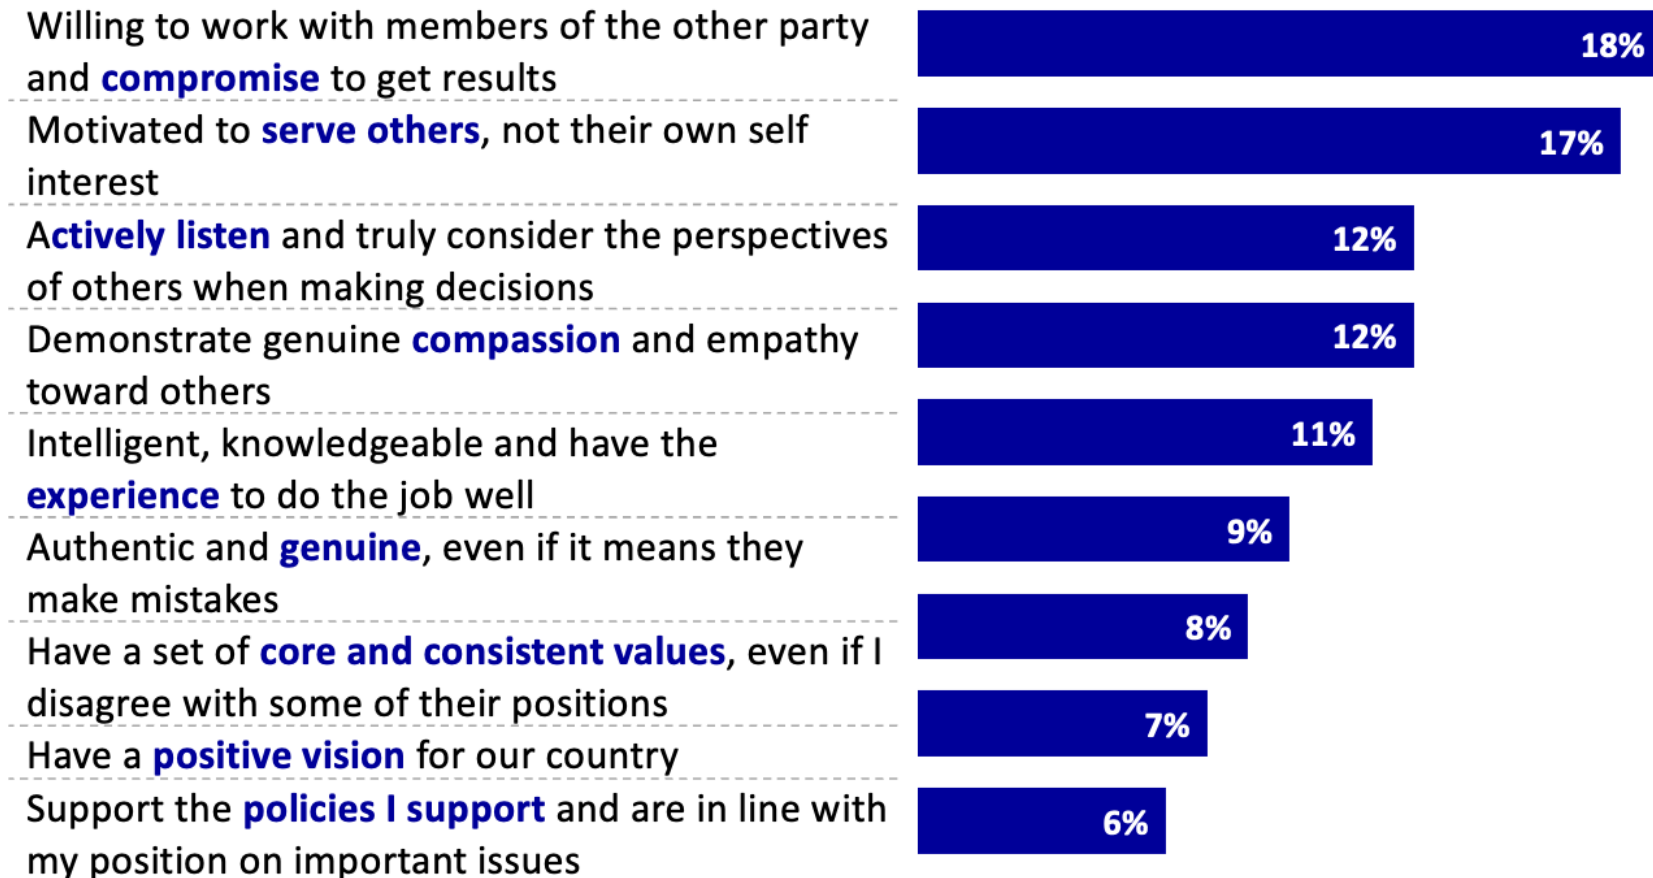 Willing to work with members of the other party
and compromise to get results
18%
Motivated to serve others, not their own self
interest
17%
Actively listen and truly consider the perspectives
of others when making decisions
12%
Demonstrate genuine compassion and empathy
toward others
12%
Intelligent, knowledgeable and have the
experience to do the job well
11%
Authentic and genuine, even if it means they
make mistakes
9%
Have a set of core and consistent values, even if I
disagree with some of their positions
8%
Have a positive vision for our country
7%
Support the policies I support and are in line with
my position on important issues
6%